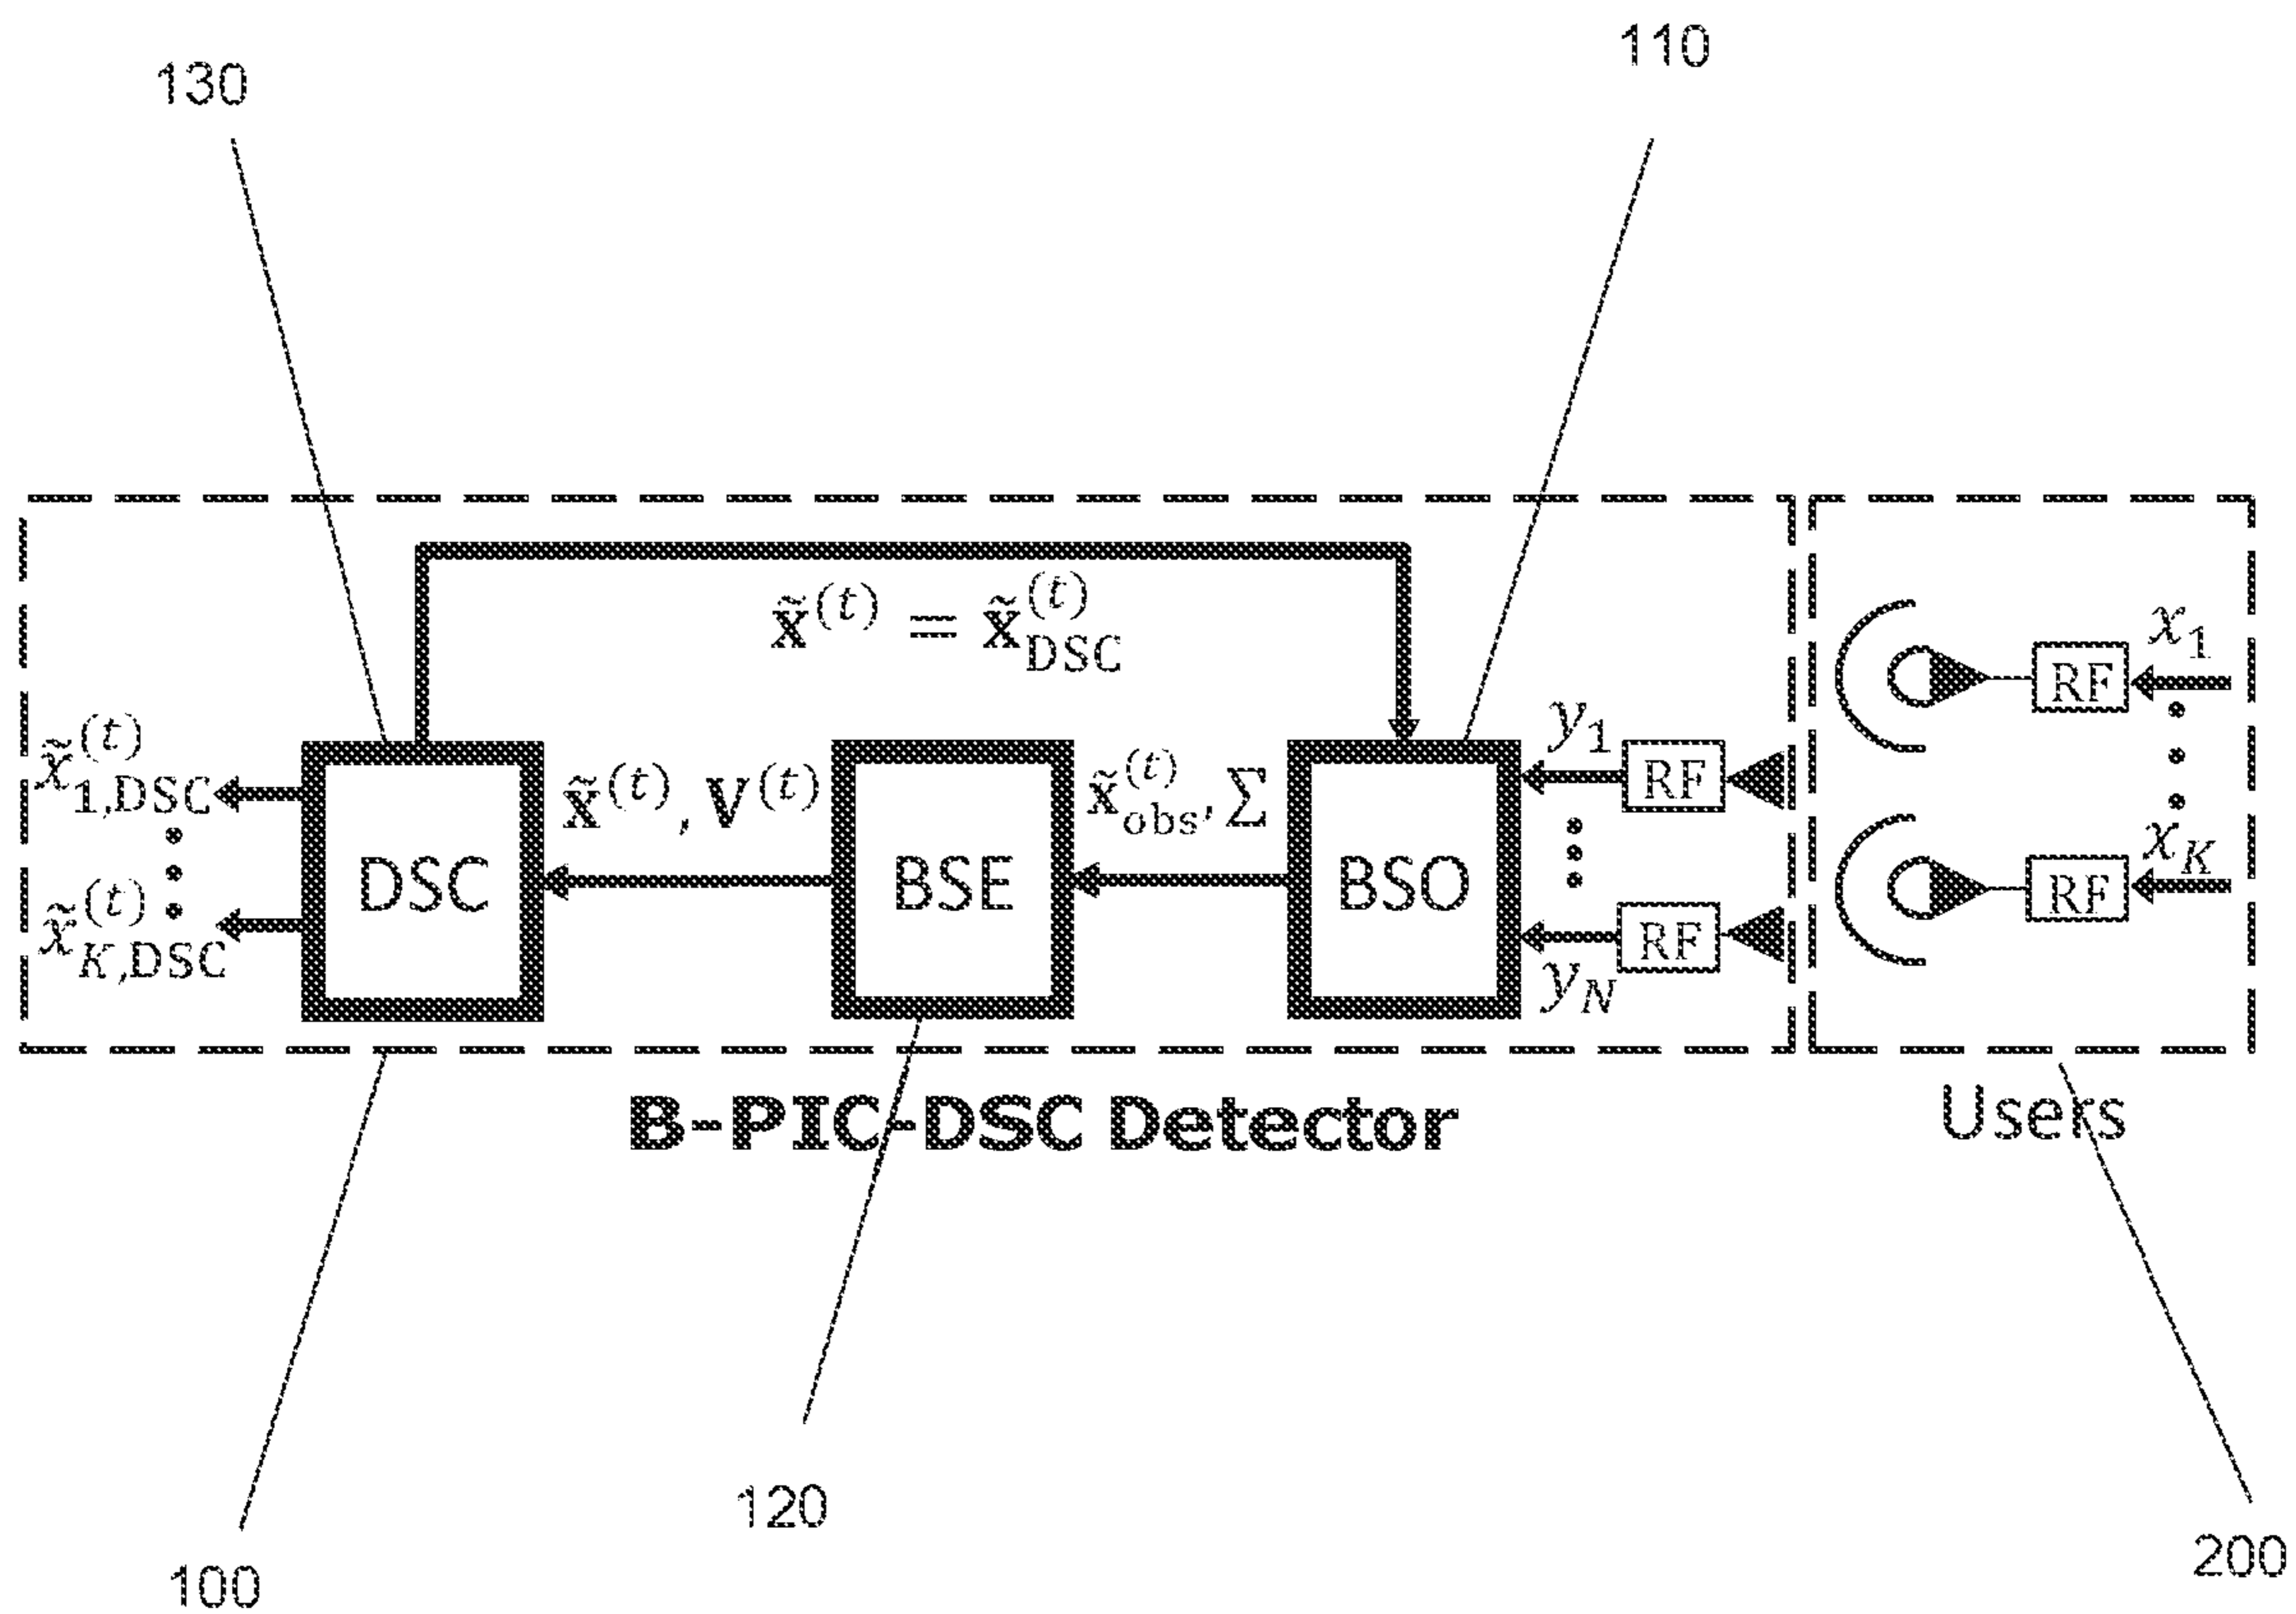 130
110
x̃^(t) = x̃_DSC^(t)
x_1
RF
y_1
RF
x̃_1,DSC^(t)
x̃^(t), V^(t)
x̃_obs^(t), Σ
DSC
BSE
BSO
x_K
RF
x̃_K,DSC^(t)
RF
y_N
B-PIC-DSC Detector
Users
120
100
200